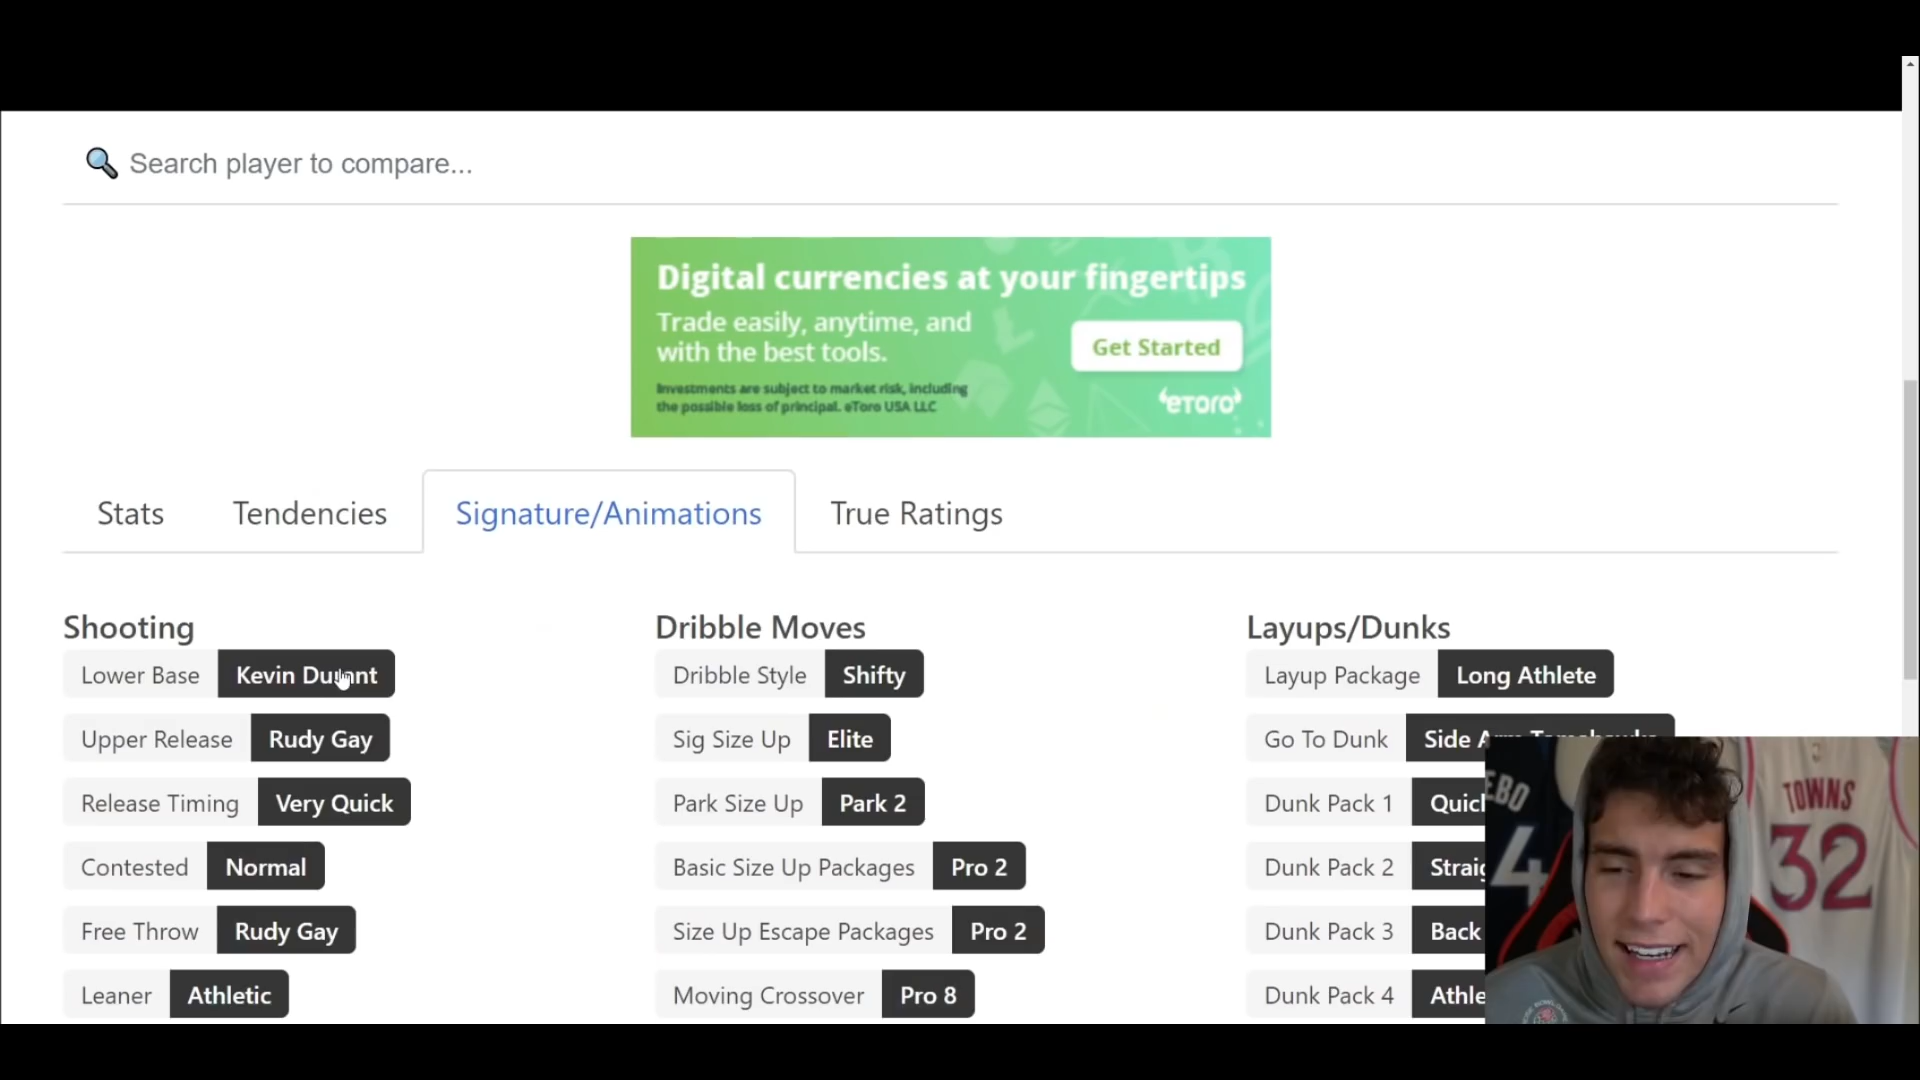 🔍 Search player to compare...
Digital currencies at your fingertips
Trade easily, anytime, and
with the best tools.
Get Started
Investments are subject to market risk, including
the possible loss of principal. eToro USA LLC
eToro
Stats Tendencies Signature/Animations True Ratings
Shooting
Lower Base Kevin Durant
Upper Release Rudy Gay
Release Timing Very Quick
Contested Normal
Free Throw Rudy Gay
Leaner Athletic
Dribble Moves
Dribble Style Shifty
Sig Size Up Elite
Park Size Up Park 2
Basic Size Up Packages Pro 2
Size Up Escape Packages Pro 2
Moving Crossover Pro 8
Layups/Dunks
Layup Package Long Athlete
Go To Dunk Side Arm Tomahawks
Dunk Pack 1
Dunk Pack 2
Dunk Pack 3 Back
Dunk Pack 4
EBO
4
TOWNS
32